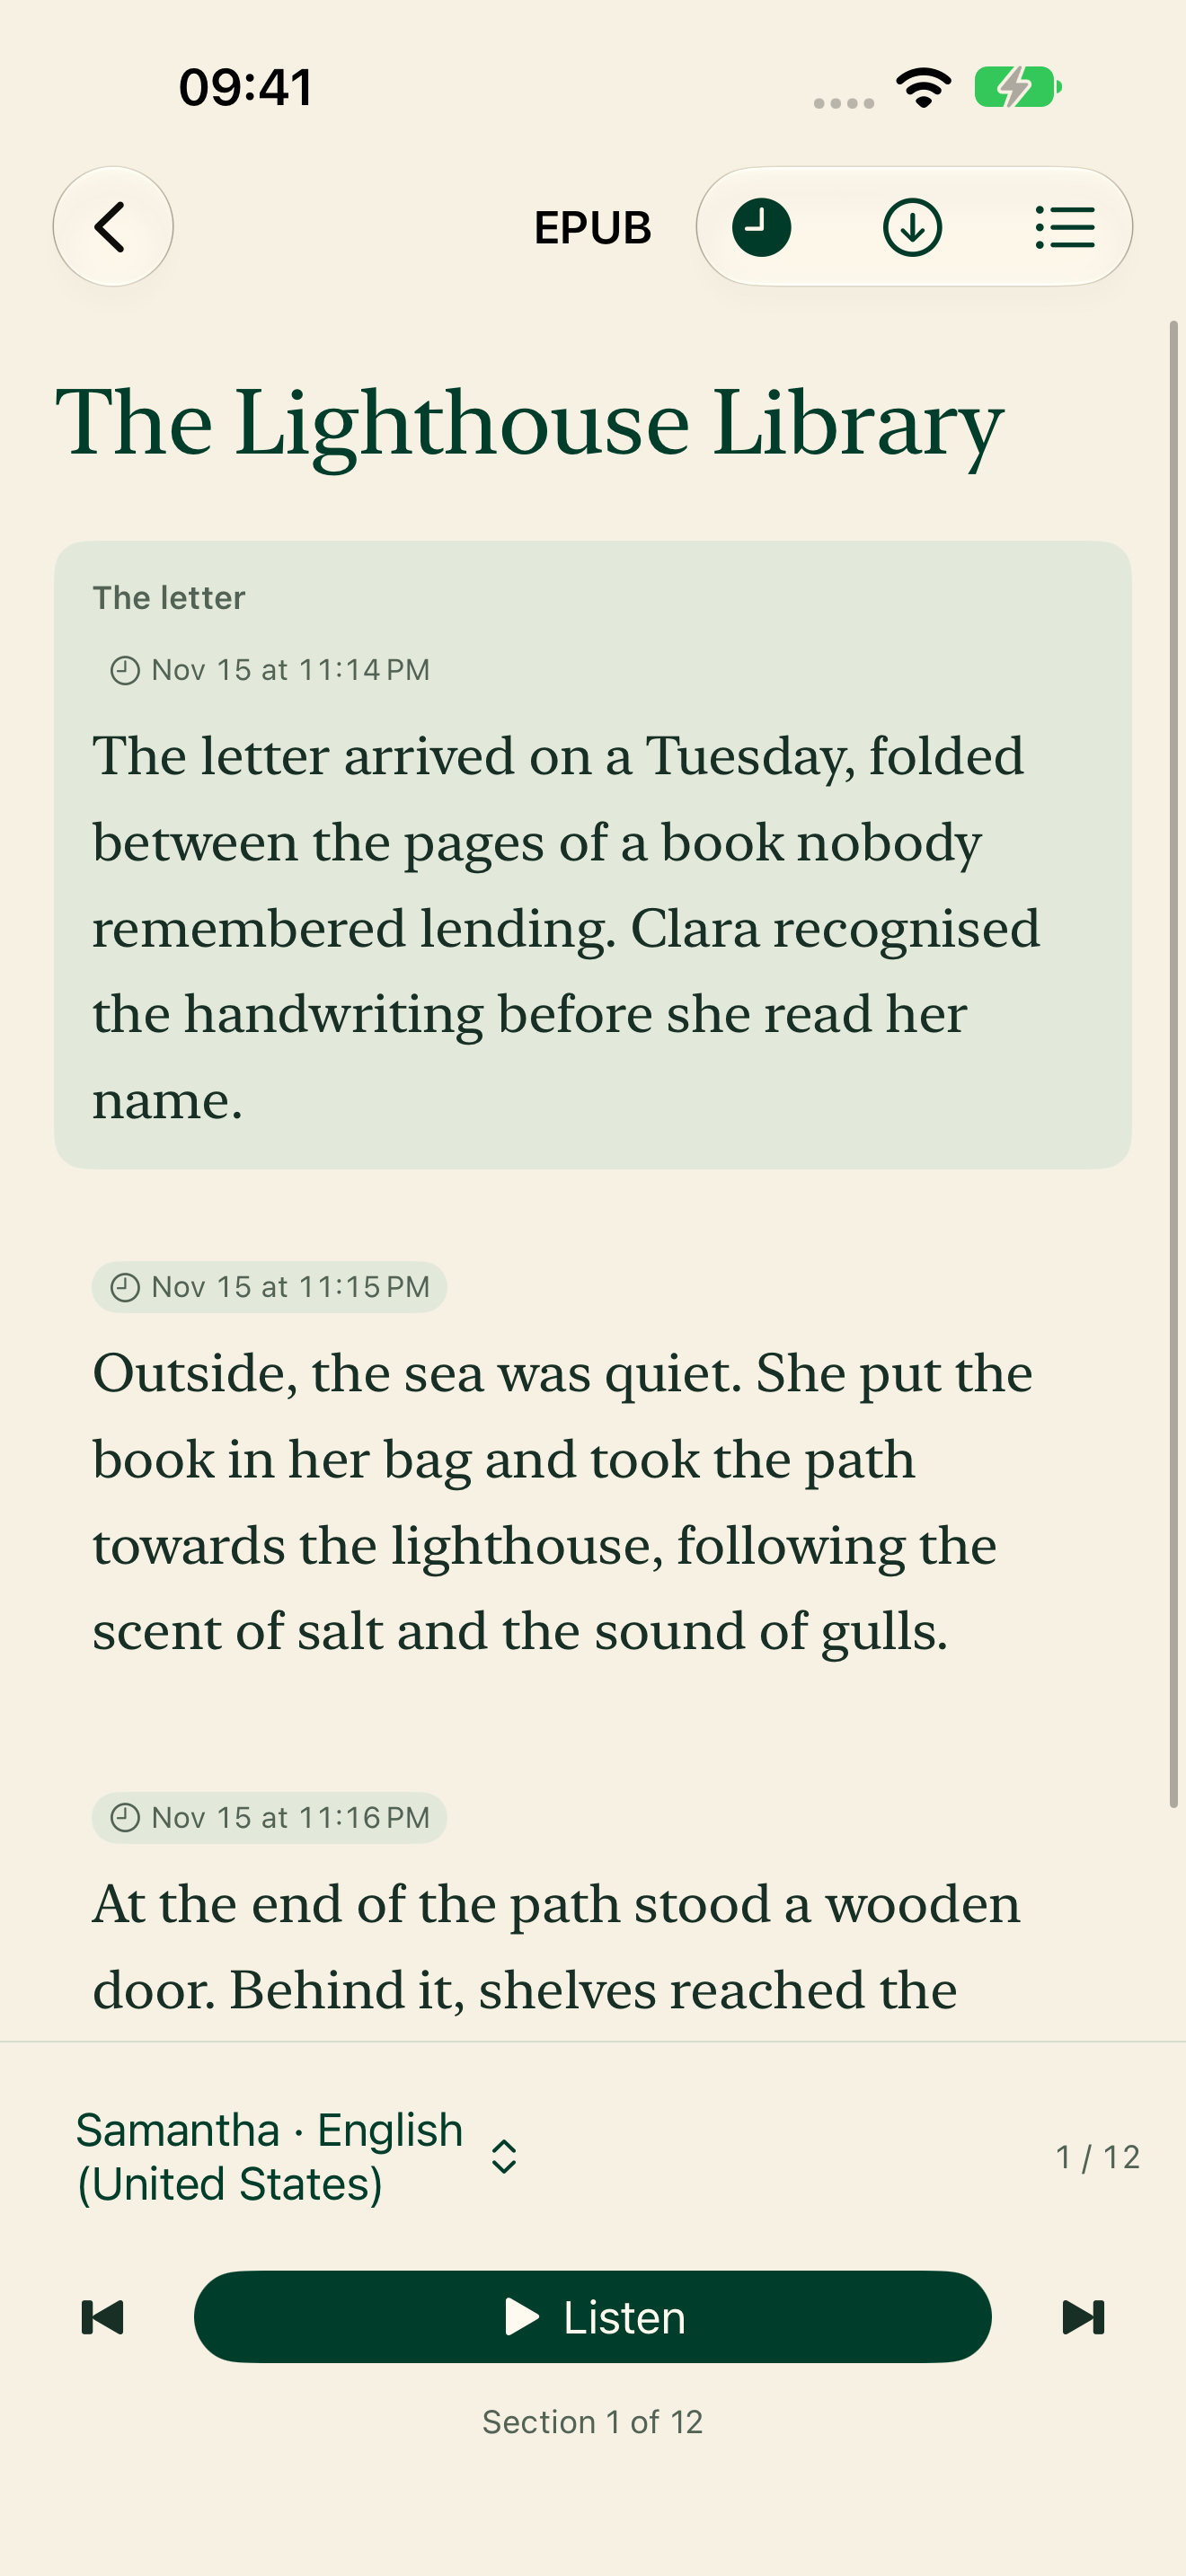 09:41
EPUB
The Lighthouse Library
The letter
Nov 15 at 11:14 PM
The letter arrived on a Tuesday, folded
between the pages of a book nobody
remembered lending. Clara recognised
the handwriting before she read her
name.
Nov 15 at 11:15 PM
Outside, the sea was quiet. She put the
book in her bag and took the path
towards the lighthouse, following the
scent of salt and the sound of gulls.
Nov 15 at 11:16 PM
At the end of the path stood a wooden
door. Behind it, shelves reached the
Samantha · English
(United States)
1 / 12
Listen
Section 1 of 12